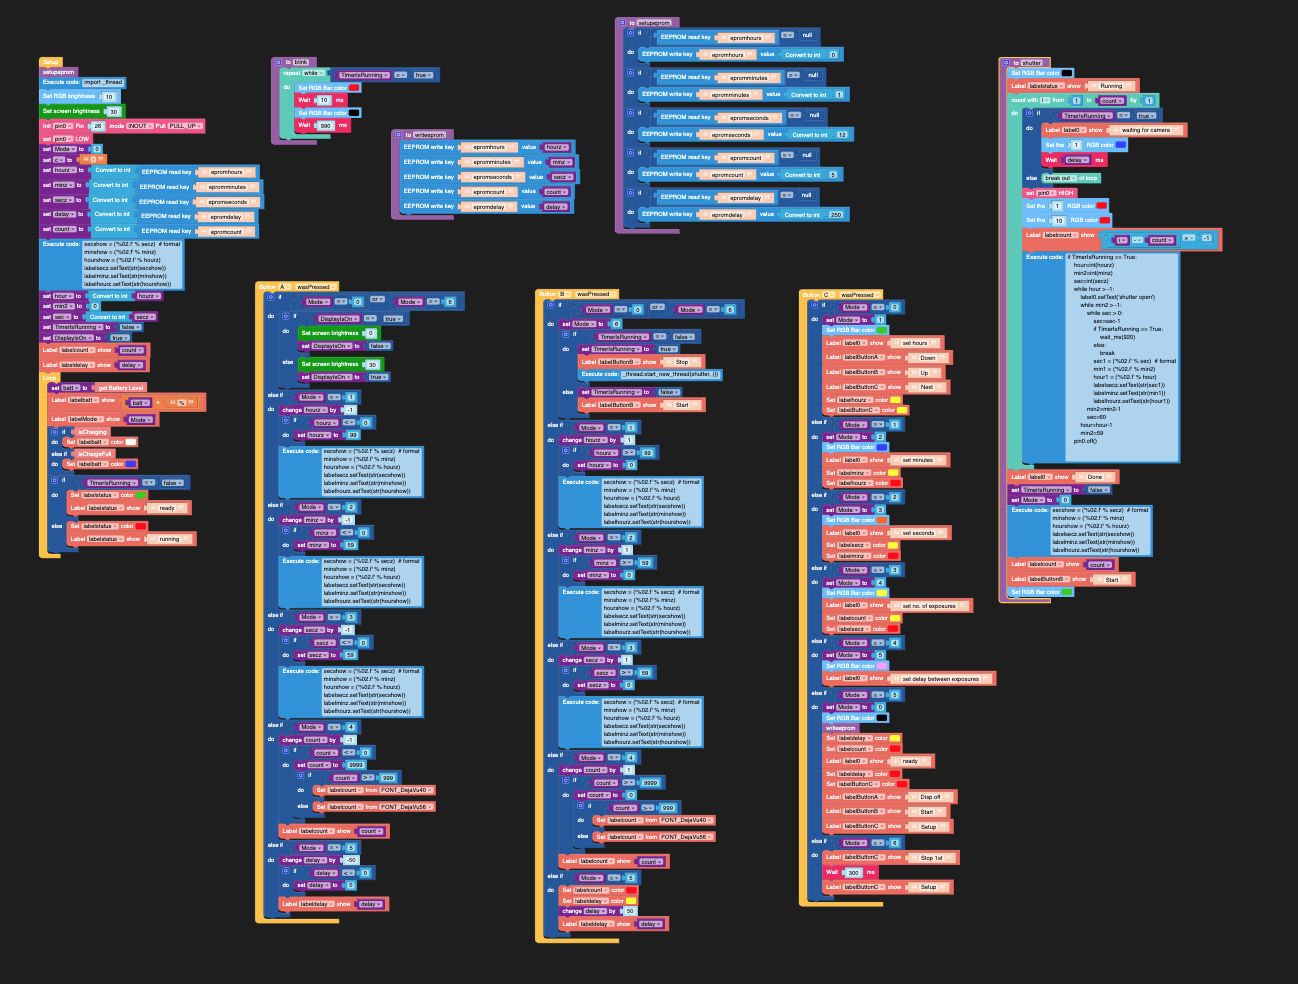 Setup
setupeprom
Execute code: import _thread
Set RGB brightness 10
Set screen brightness 30
Init pin0 Pin 26 mode INOUT Pull PULL_UP
set pin0 LOW
set Mode to 0
set hourz to Convert to int EEPROM read key epromhours
set minz to Convert to int EEPROM read key epromminutes
set secz to Convert to int EEPROM read key epromseconds
set delay to Convert to int EEPROM read key epromdelay
set count to Convert to int EEPROM read key epromcount
Execute code: secshow = ("%02.f" % secz) # format
minshow = ("%02.f" % minz)
hourshow = ("%02.f" % hourz)
labelsecz.setText(str(secshow))
labelminz.setText(str(minshow))
labelhourz.setText(str(hourshow))
set hour to Convert to int hourz
set min2 to 0
set sec to Convert to int secz
set TimerIsRunning to false
set DisplayIsOn to true
Label labelcount show count
Label labeldelay show delay
Loop
set batt to get Battery Level
Label labelbatt show batt + "%"
Label labelMode show Mode
if isCharging
do Set labelbatt color
else if isChargeFull
do Set labelbatt color
if TimerIsRunning = false
do Set labelstatus color
Label labelstatus show ready
else Set labelstatus color
Label labelstatus show running
to blink
repeat while TimerIsRunning = true
do Set RGB Bar color
Wait 10 ms
Set RGB Bar color
Wait 990 ms
to writeeprom
EEPROM write key epromhours value hourz
EEPROM write key epromminutes value minz
EEPROM write key epromseconds value secz
EEPROM write key epromcount value count
EEPROM write key epromdelay value delay
to setupeprom
if EEPROM read key epromhours = null
do EEPROM write key epromhours value Convert to int 0
if EEPROM read key epromminutes = null
do EEPROM write key epromminutes value Convert to int 1
if EEPROM read key epromseconds = null
do EEPROM write key epromseconds value Convert to int 12
if EEPROM read key epromcount = null
do EEPROM write key epromcount value Convert to int 5
if EEPROM read key epromdelay = null
do EEPROM write key epromdelay value Convert to int 250
Button A wasPressed
if Mode = 0 or Mode = 6
do if DisplayIsOn = true
do Set screen brightness 0
set DisplayIsOn to false
else Set screen brightness 30
set DisplayIsOn to true
else if Mode = 1
do change hourz by -1
if hourz < 0
do set hourz to 99
Execute code: secshow = ("%02.f" % secz) # format
minshow = ("%02.f" % minz)
hourshow = ("%02.f" % hourz)
labelsecz.setText(str(secshow))
labelminz.setText(str(minshow))
labelhourz.setText(str(hourshow))
else if Mode = 2
do change minz by -1
if minz < 0
do set minz to 59
Execute code: secshow = ("%02.f" % secz) # format
minshow = ("%02.f" % minz)
hourshow = ("%02.f" % hourz)
labelsecz.setText(str(secshow))
labelminz.setText(str(minshow))
labelhourz.setText(str(hourshow))
else if Mode = 3
do change secz by -1
if secz < 0
do set secz to 59
Execute code: secshow = ("%02.f" % secz) # format
minshow = ("%02.f" % minz)
hourshow = ("%02.f" % hourz)
labelsecz.setText(str(secshow))
labelminz.setText(str(minshow))
labelhourz.setText(str(hourshow))
else if Mode = 4
do change count by -1
if count < 0
do set count to 9999
if count > 999
do Set labelcount from FONT_DejaVu40
else Set labelcount from FONT_DejaVu56
Label labelcount show count
else if Mode = 5
do change delay by -50
if delay < 0
do set delay to 0
Label labeldelay show delay
Button B wasPressed
if Mode = 0 or Mode = 6
do set Mode to 6
if TimerIsRunning = false
do set TimerIsRunning to true
Label labelButtonB show Stop
Execute code: _thread.start_new_thread(shutter, ())
else set TimerIsRunning to false
Label labelButtonB show Start
else if Mode = 1
do change hourz by 1
if hourz > 99
do set hourz to 0
Execute code: secshow = ("%02.f" % secz) # format
minshow = ("%02.f" % minz)
hourshow = ("%02.f" % hourz)
labelsecz.setText(str(secshow))
labelminz.setText(str(minshow))
labelhourz.setText(str(hourshow))
else if Mode = 2
do change minz by 1
if minz > 59
do set minz to 0
Execute code: secshow = ("%02.f" % secz) # format
minshow = ("%02.f" % minz)
hourshow = ("%02.f" % hourz)
labelsecz.setText(str(secshow))
labelminz.setText(str(minshow))
labelhourz.setText(str(hourshow))
else if Mode = 3
do change secz by 1
if secz > 59
do set secz to 0
Execute code: secshow = ("%02.f" % secz) # format
minshow = ("%02.f" % minz)
hourshow = ("%02.f" % hourz)
labelsecz.setText(str(secshow))
labelminz.setText(str(minshow))
labelhourz.setText(str(hourshow))
else if Mode = 4
do change count by 1
if count > 9999
do set count to 0
if count > 999
do Set labelcount from FONT_DejaVu40
else Set labelcount from FONT_DejaVu56
Label labelcount show count
else if Mode = 5
do Set labelcount color
Set labeldelay color
change delay by 50
Label labeldelay show delay
Button C wasPressed
if Mode = 0
do set Mode to 1
Set RGB Bar color
Label label0 show set hours
Label labelButtonA show Down
Label labelButtonB show Up
Label labelButtonC show Next
Set labelhourz color
Set labelButtonC color
else if Mode = 1
do set Mode to 2
Set RGB Bar color
Label label0 show set minutes
Set labelminz color
Set labelhourz color
else if Mode = 2
do set Mode to 3
Set RGB Bar color
Label label0 show set seconds
Set labelsecz color
Set labelminz color
else if Mode = 3
do set Mode to 4
Set RGB Bar color
Label label0 show set no. of exposures
Set labelcount color
Set labelsecz color
else if Mode = 4
do set Mode to 5
Set RGB Bar color
Label label0 show set delay between exposures
else if Mode = 5
do set Mode to 0
Set RGB Bar color
writeeprom
Set labeldelay color
Set labelcount color
Label label0 show ready
Set labeldelay color
Set labelButtonC color
Label labelButtonA show Disp.off
Label labelButtonB show Start
Label labelButtonC show Setup
else if Mode = 6
do Label labelButtonC show Stop 1st
Wait 300 ms
Label labelButtonC show Setup
to shutter
Set RGB Bar color
Label labelstatus show Running
count with i from 1 to count by 1
do if TimerIsRunning = true
do Label label0 show waiting for camera
Set the 1 RGB color
Wait delay ms
else break out of loop
set pin0 HIGH
Set the 1 RGB color
Set the 10 RGB color
Label labelcount show i - count × -1
Execute code: if TimerIsRunning == True:
hour=int(hourz)
min2=int(minz)
sec=int(secz)
while hour > -1:
label0.setText('shutter open')
while min2 > -1:
while sec > 0:
sec=sec-1
if TimerIsRunning == True:
wait_ms(920)
else:
break
sec1 = ("%02.f" % sec) # format
min1 = ("%02.f" % min2)
hour1 = ("%02.f" % hour)
labelsecz.setText(str(sec1))
labelminz.setText(str(min1))
labelhourz.setText(str(hour1))
min2=min2-1
sec=60
hour=hour-1
min2=59
pin0.off()
Label label0 show Done
set TimerIsRunning to false
set Mode to 0
Execute code: secshow = ("%02.f" % secz) # format
minshow = ("%02.f" % minz)
hourshow = ("%02.f" % hourz)
labelsecz.setText(str(secshow))
labelminz.setText(str(minshow))
labelhourz.setText(str(hourshow))
Label labelcount show count
Label labelButtonB show Start
Set RGB Bar color